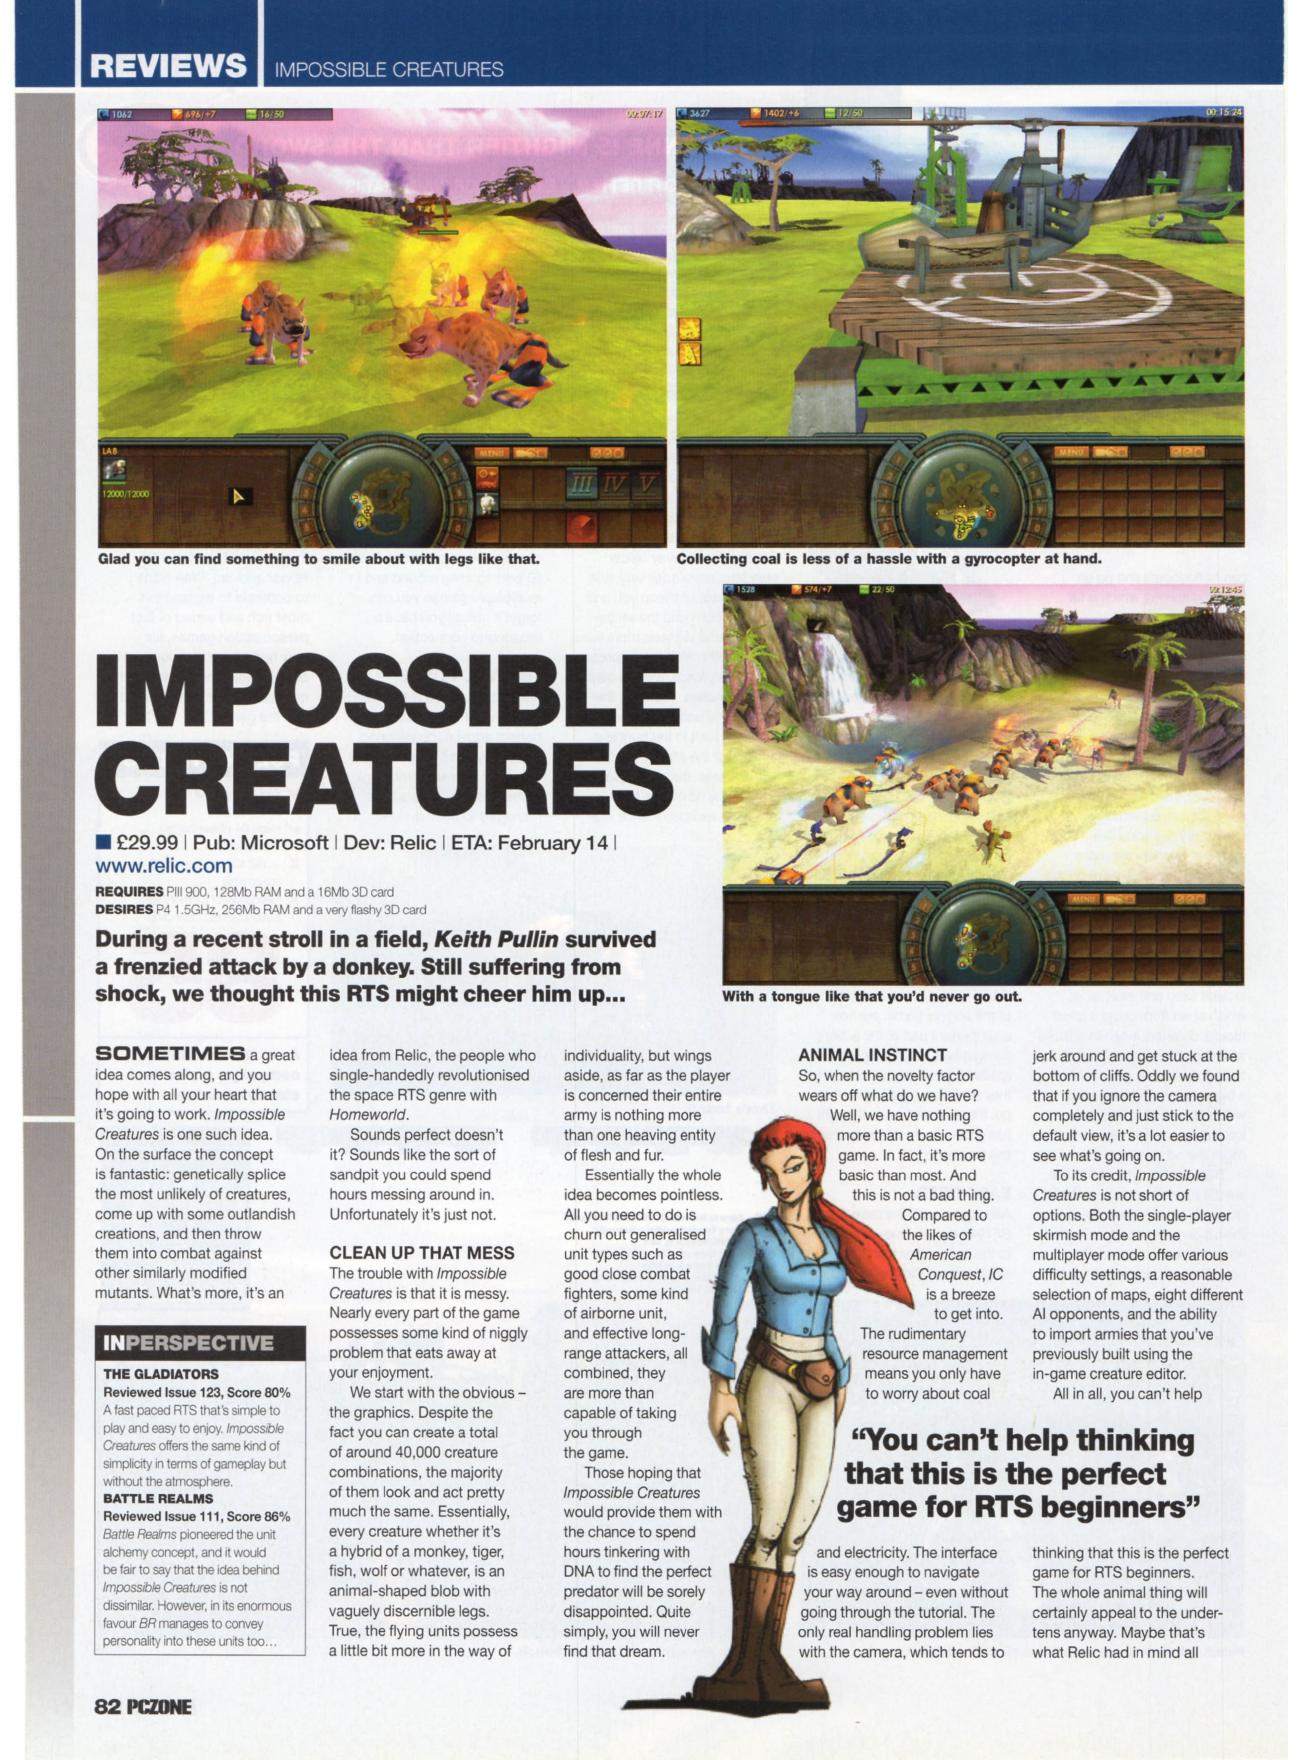 REVIEWS
IMPOSSIBLE CREATURES
1062
696/+7
16/50
00:07:17
3627
1402/+6
12/50
00:15:24
LAB
12000/12000
MENU
III IV V
MENU
Glad you can find something to smile about with legs like that.
Collecting coal is less of a hassle with a gyrocopter at hand.
1528
574/+7
22/50
00:12:45
MENU
With a tongue like that you'd never go out.
IMPOSSIBLE
CREATURES
£29.99 | Pub: Microsoft | Dev: Relic | ETA: February 14 |
www.relic.com
REQUIRES PIII 900, 128Mb RAM and a 16Mb 3D card
DESIRES P4 1.5GHz, 256Mb RAM and a very flashy 3D card
During a recent stroll in a field, Keith Pullin survived
a frenzied attack by a donkey. Still suffering from
shock, we thought this RTS might cheer him up...
SOMETIMES a great
idea comes along, and you
hope with all your heart that
it's going to work. Impossible
Creatures is one such idea.
On the surface the concept
is fantastic: genetically splice
the most unlikely of creatures,
come up with some outlandish
creations, and then throw
them into combat against
other similarly modified
mutants. What's more, it's an
INPERSPECTIVE
THE GLADIATORS
Reviewed Issue 123, Score 80%
A fast paced RTS that's simple to
play and easy to enjoy. Impossible
Creatures offers the same kind of
simplicity in terms of gameplay but
without the atmosphere.
BATTLE REALMS
Reviewed Issue 111, Score 86%
Battle Realms pioneered the unit
alchemy concept, and it would
be fair to say that the idea behind
Impossible Creatures is not
dissimilar. However, in its enormous
favour BR manages to convey
personality into these units too...
idea from Relic, the people who
single-handedly revolutionised
the space RTS genre with
Homeworld.
Sounds perfect doesn't
it? Sounds like the sort of
sandpit you could spend
hours messing around in.
Unfortunately it's just not.
CLEAN UP THAT MESS
The trouble with Impossible
Creatures is that it is messy.
Nearly every part of the game
possesses some kind of niggly
problem that eats away at
your enjoyment.
We start with the obvious –
the graphics. Despite the
fact you can create a total
of around 40,000 creature
combinations, the majority
of them look and act pretty
much the same. Essentially,
every creature whether it's
a hybrid of a monkey, tiger,
fish, wolf or whatever, is an
animal-shaped blob with
vaguely discernible legs.
True, the flying units possess
a little bit more in the way of
individuality, but wings
aside, as far as the player
is concerned their entire
army is nothing more
than one heaving entity
of flesh and fur.
Essentially the whole
idea becomes pointless.
All you need to do is
churn out generalised
unit types such as
good close combat
fighters, some kind
of airborne unit,
and effective long-
range attackers, all
combined, they
are more than
capable of taking
you through
the game.
Those hoping that
Impossible Creatures
would provide them with
the chance to spend
hours tinkering with
DNA to find the perfect
predator will be sorely
disappointed. Quite
simply, you will never
find that dream.
ANIMAL INSTINCT
So, when the novelty factor
wears off what do we have?
Well, we have nothing
more than a basic RTS
game. In fact, it's more
basic than most. And
this is not a bad thing.
Compared to
the likes of
American
Conquest, IC
is a breeze
to get into.
The rudimentary
resource management
means you only have
to worry about coal
and electricity. The interface
is easy enough to navigate
your way around – even without
going through the tutorial. The
only real handling problem lies
with the camera, which tends to
jerk around and get stuck at the
bottom of cliffs. Oddly we found
that if you ignore the camera
completely and just stick to the
default view, it's a lot easier to
see what's going on.
To its credit, Impossible
Creatures is not short of
options. Both the single-player
skirmish mode and the
multiplayer mode offer various
difficulty settings, a reasonable
selection of maps, eight different
AI opponents, and the ability
to import armies that you've
previously built using the
in-game creature editor.
All in all, you can't help
"You can't help thinking
that this is the perfect
game for RTS beginners"
thinking that this is the perfect
game for RTS beginners.
The whole animal thing will
certainly appeal to the under-
tens anyway. Maybe that's
what Relic had in mind all
82 PCZONE